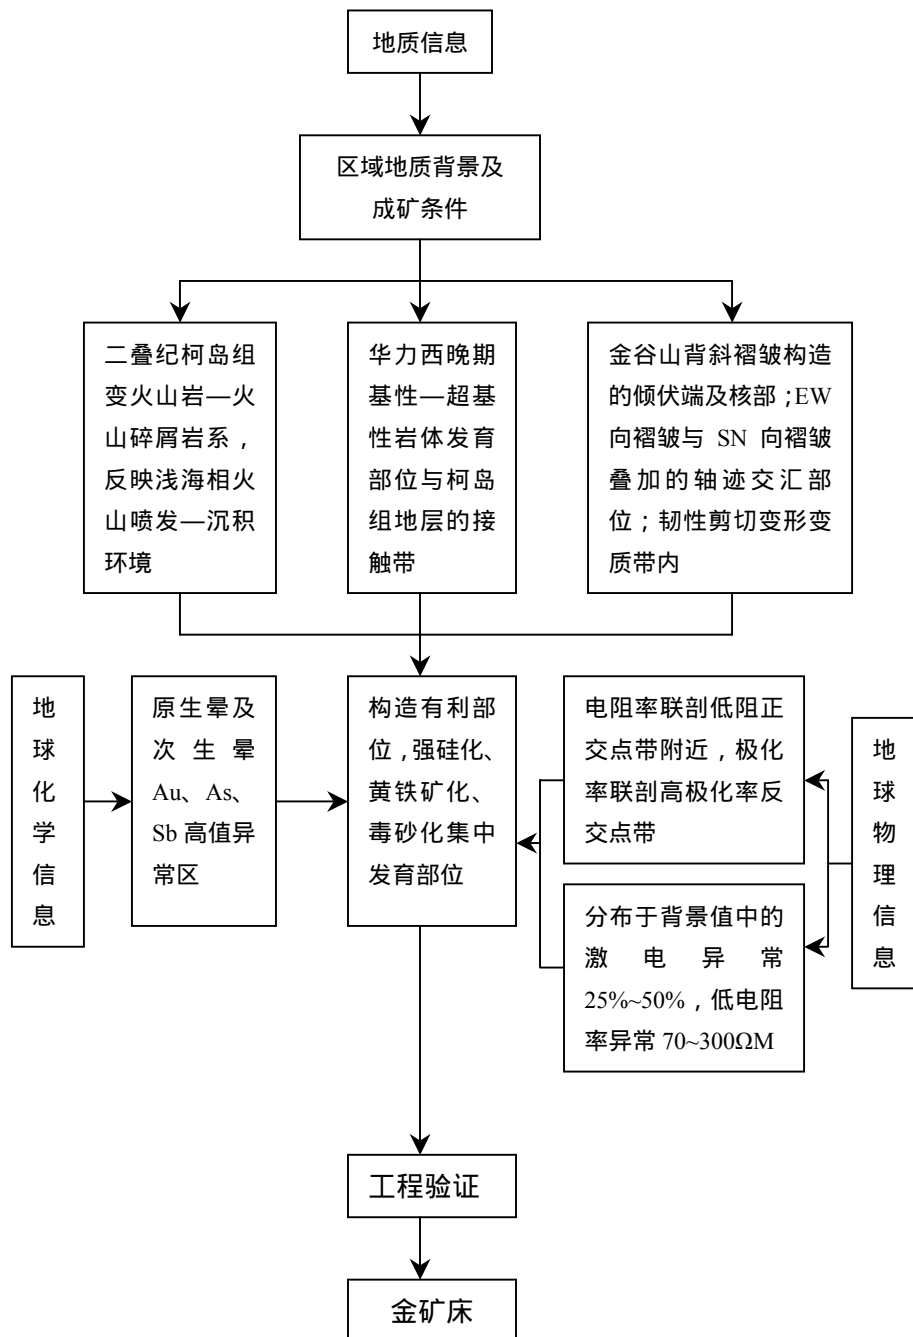 地质信息
区域地质背景及
成矿条件
二叠纪柯岛组
变火山岩—火
山碎屑岩系，
反映浅海相火
山喷发—沉积
环境
华力西晚期
基性—超基
性岩体发育
部位与柯岛
组地层的接
触带
金谷山背斜褶皱构造
的倾伏端及核部；EW
向褶皱与 SN 向褶皱
叠加的轴迹交汇部
位；韧性剪切变形变
质带内
地
球
化
学
信
息
原生晕及
次生晕
Au、As、
Sb 高值异
常区
构造有利部
位，强硅化、
黄铁矿化、
毒砂化集中
发育部位
电阻率联剖低阻正
交点带附近，极化
率联剖高极化率反
交点带
分布于背景值中的
激电异常
25%~50%，低电阻
率异常 70~300ΩM
地
球
物
理
信
息
工程验证
金矿床